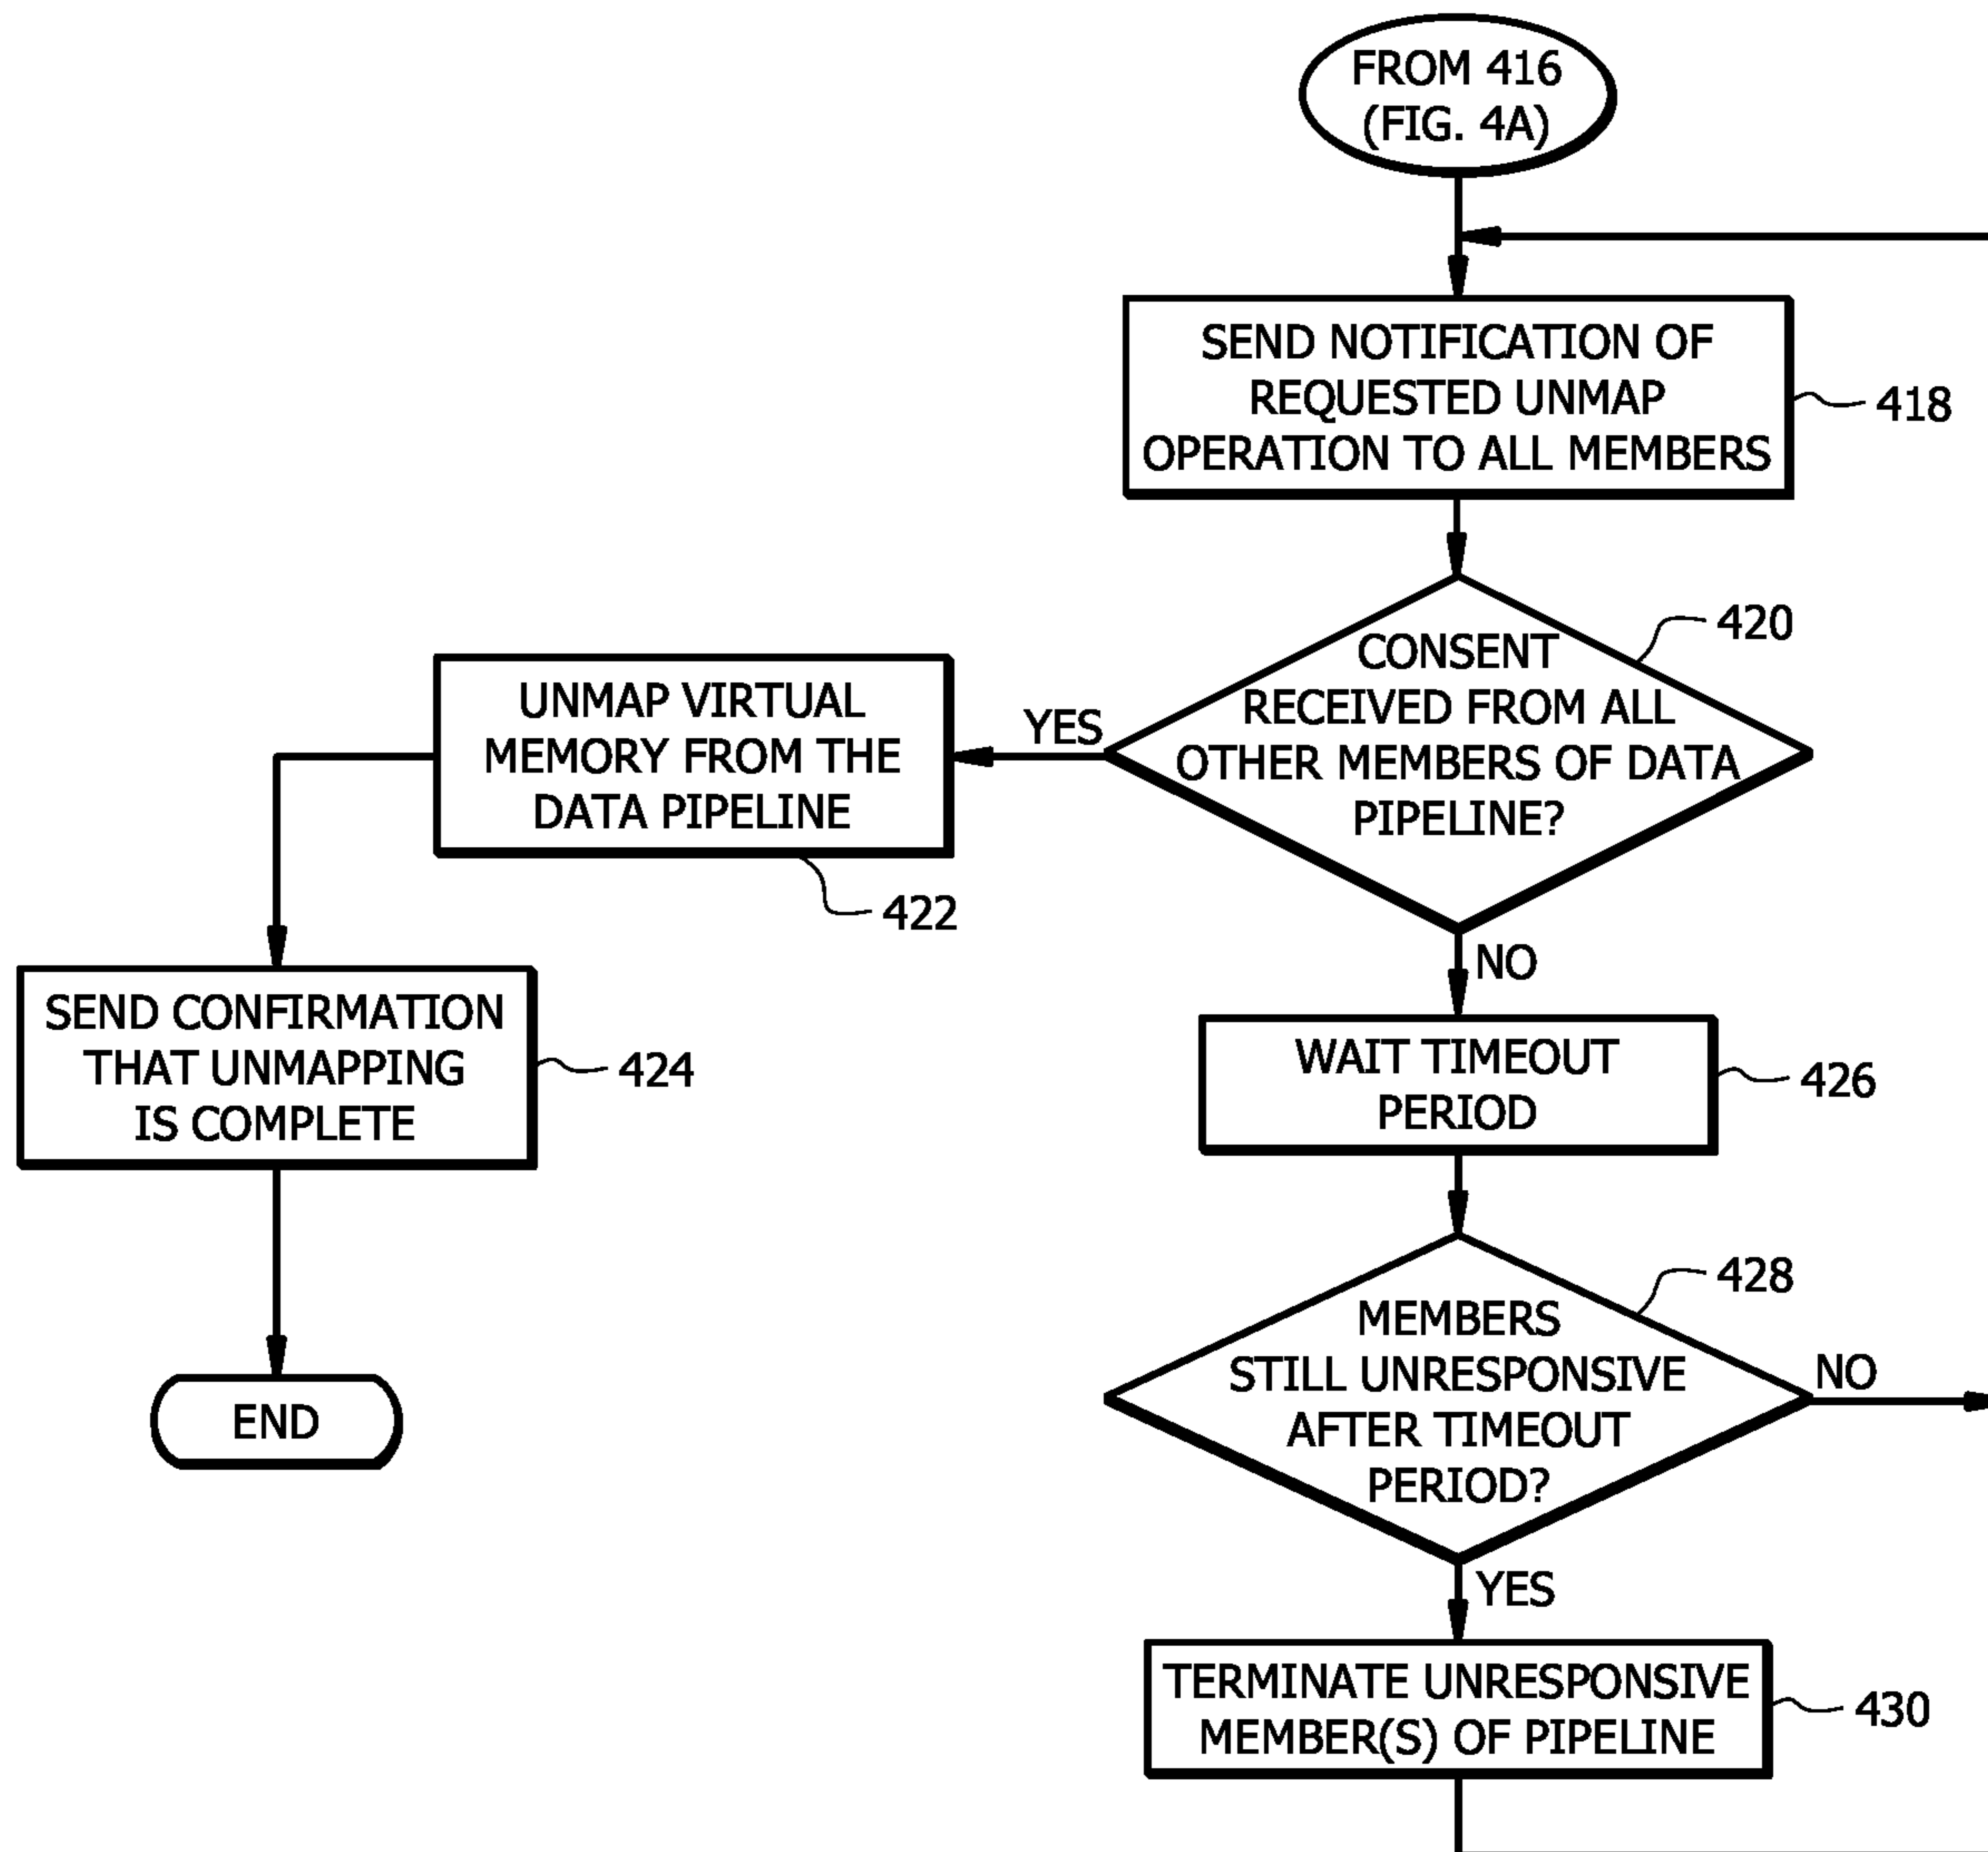 FROM 416
(FIG. 4A)
SEND NOTIFICATION OF
REQUESTED UNMAP
OPERATION TO ALL MEMBERS
418
CONSENT
RECEIVED FROM ALL
OTHER MEMBERS OF DATA
PIPELINE?
420
YES
UNMAP VIRTUAL
MEMORY FROM THE
DATA PIPELINE
422
SEND CONFIRMATION
THAT UNMAPPING
IS COMPLETE
424
END
NO
WAIT TIMEOUT
PERIOD
426
MEMBERS
STILL UNRESPONSIVE
AFTER TIMEOUT
PERIOD?
428
NO
YES
TERMINATE UNRESPONSIVE
MEMBER(S) OF PIPELINE
430